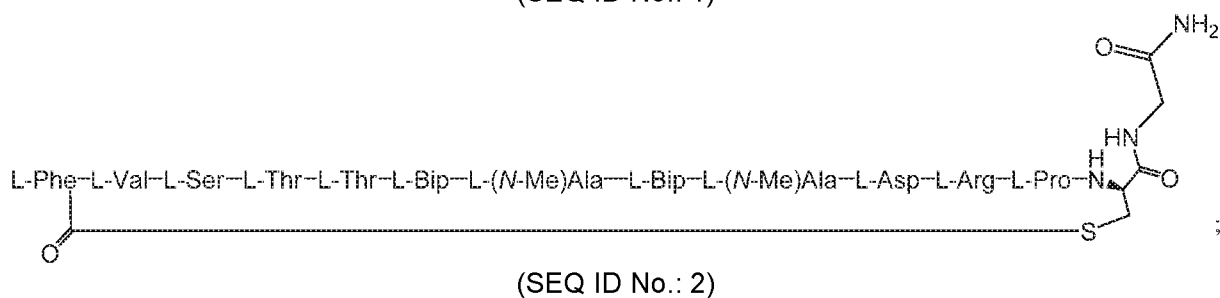 (SEQ ID No.: 1)
NH2
O
HN
H
L-Phe-L-Val-L-Ser-L-Thr-L-Thr-L-Bip-L-(N-Me)Ala-L-Bip-L-(N-Me)Ala-L-Asp-L-Arg-L-Pro-N
O
O
S
;
(SEQ ID No.: 2)